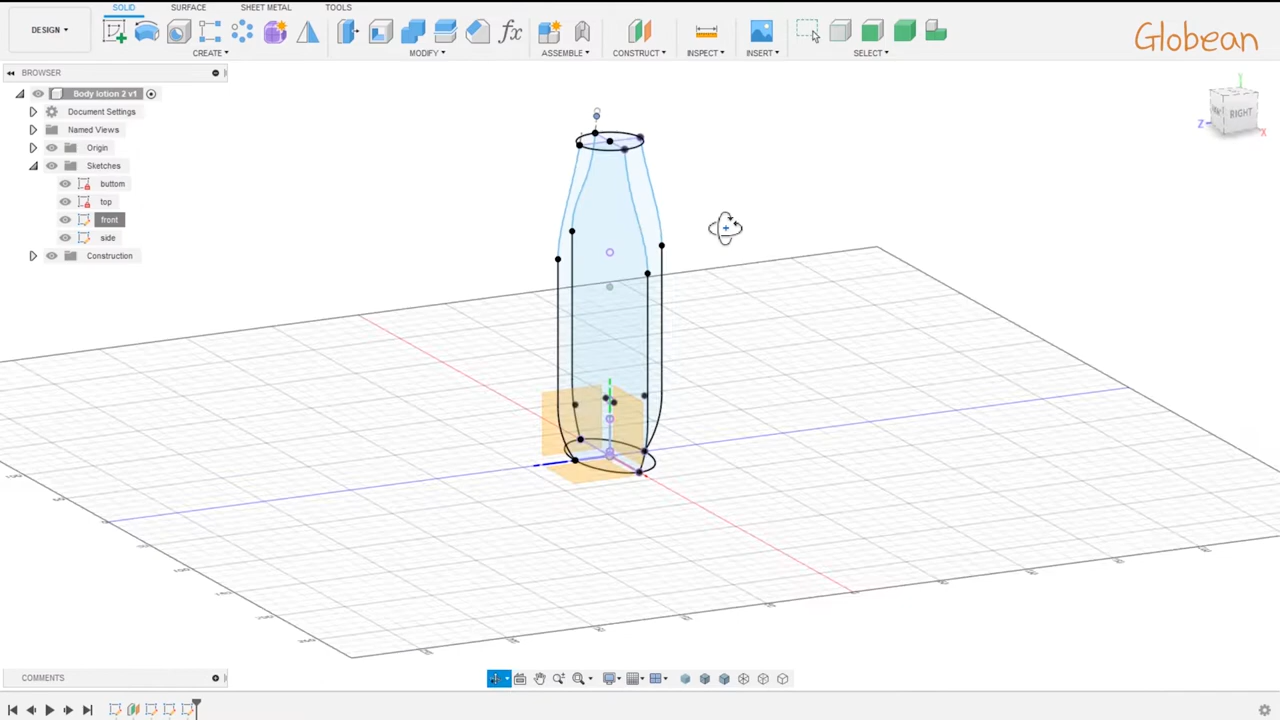 SOLID SURFACE SHEET METAL TOOLS
DESIGN
CREATE MODIFY ASSEMBLE CONSTRUCT INSPECT INSERT SELECT
Globean
BROWSER
Body lotion 2 v1
Document Settings
Named Views
Origin
Sketches
buttom
top
front
side
Construction
RIGHT
Y
Z
X
COMMENTS